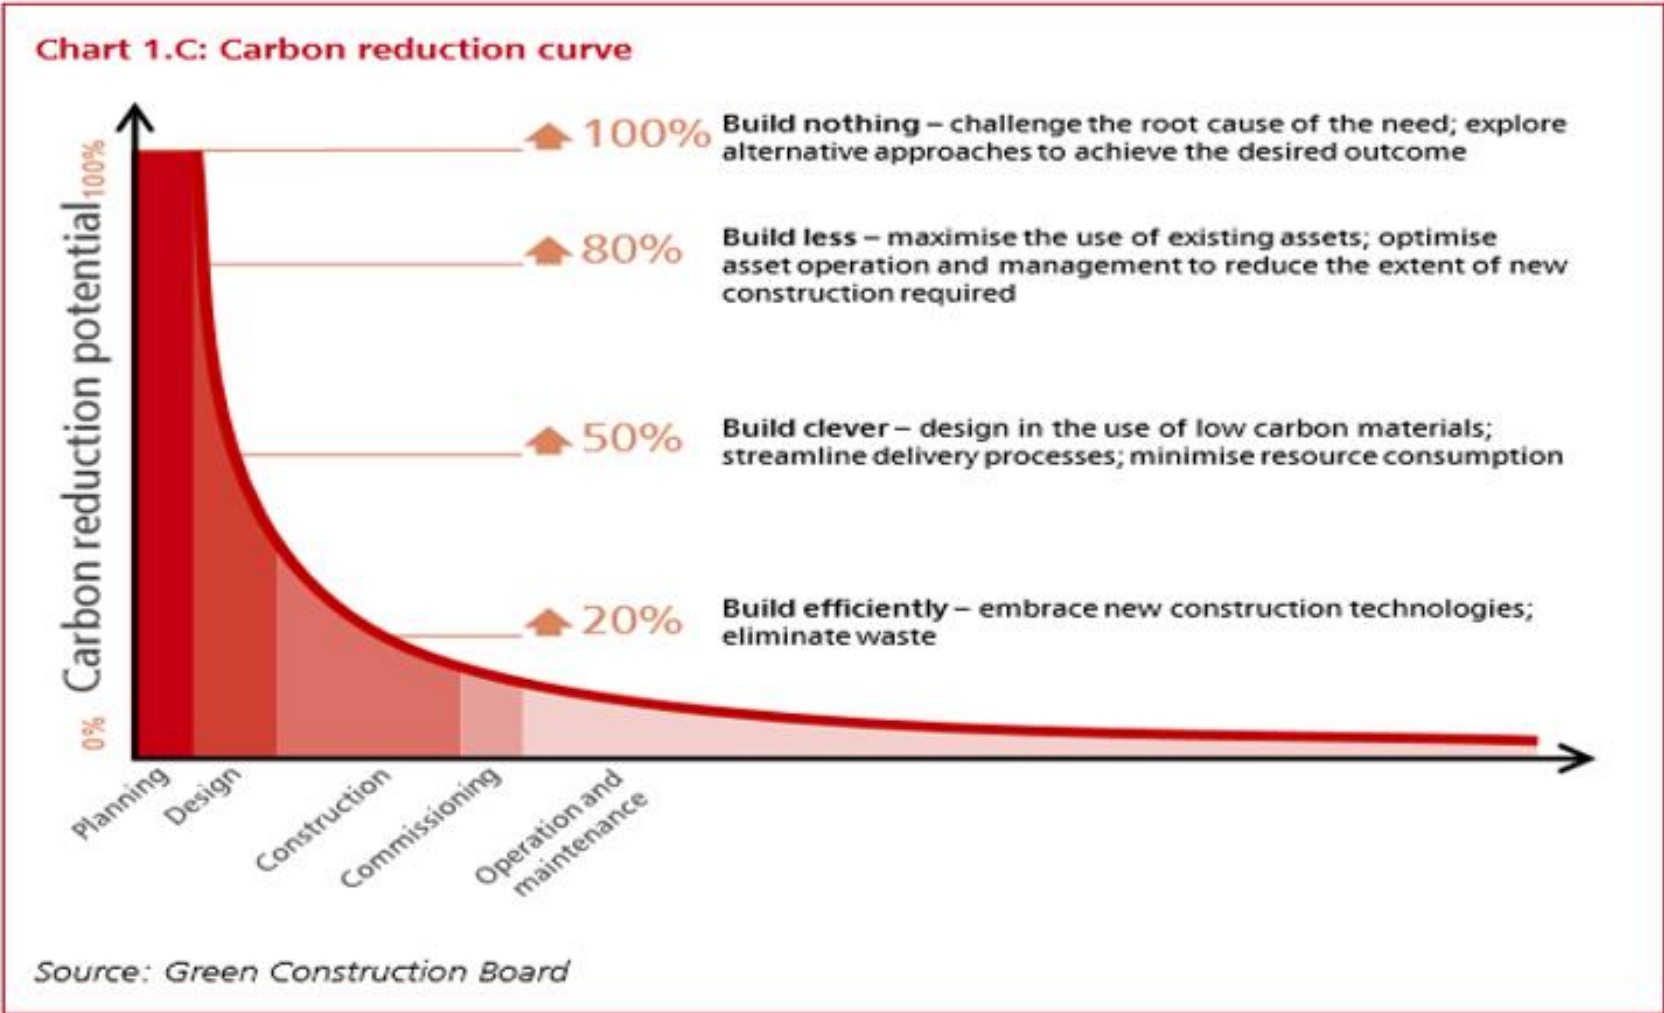 Chart 1.C: Carbon reduction curve
100%
Carbon reduction potential
0%
100%
Build nothing – challenge the root cause of the need; explore
alternative approaches to achieve the desired outcome
80%
Build less – maximise the use of existing assets; optimise
asset operation and management to reduce the extent of new
construction required
50%
Build clever – design in the use of low carbon materials;
streamline delivery processes; minimise resource consumption
20%
Build efficiently – embrace new construction technologies;
eliminate waste
Planning
Design
Construction
Commissioning
Operation and
maintenance
Source: Green Construction Board